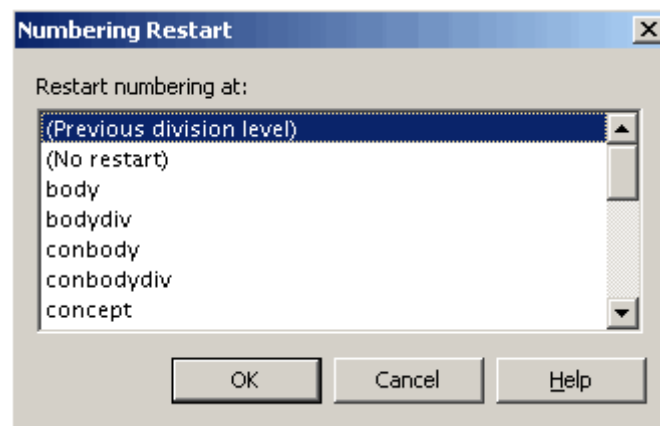 Numbering Restart
Restart numbering at:
(Previous division level)
(No restart)
body
bodydiv
conbody
conbodydiv
concept
OK Cancel Help